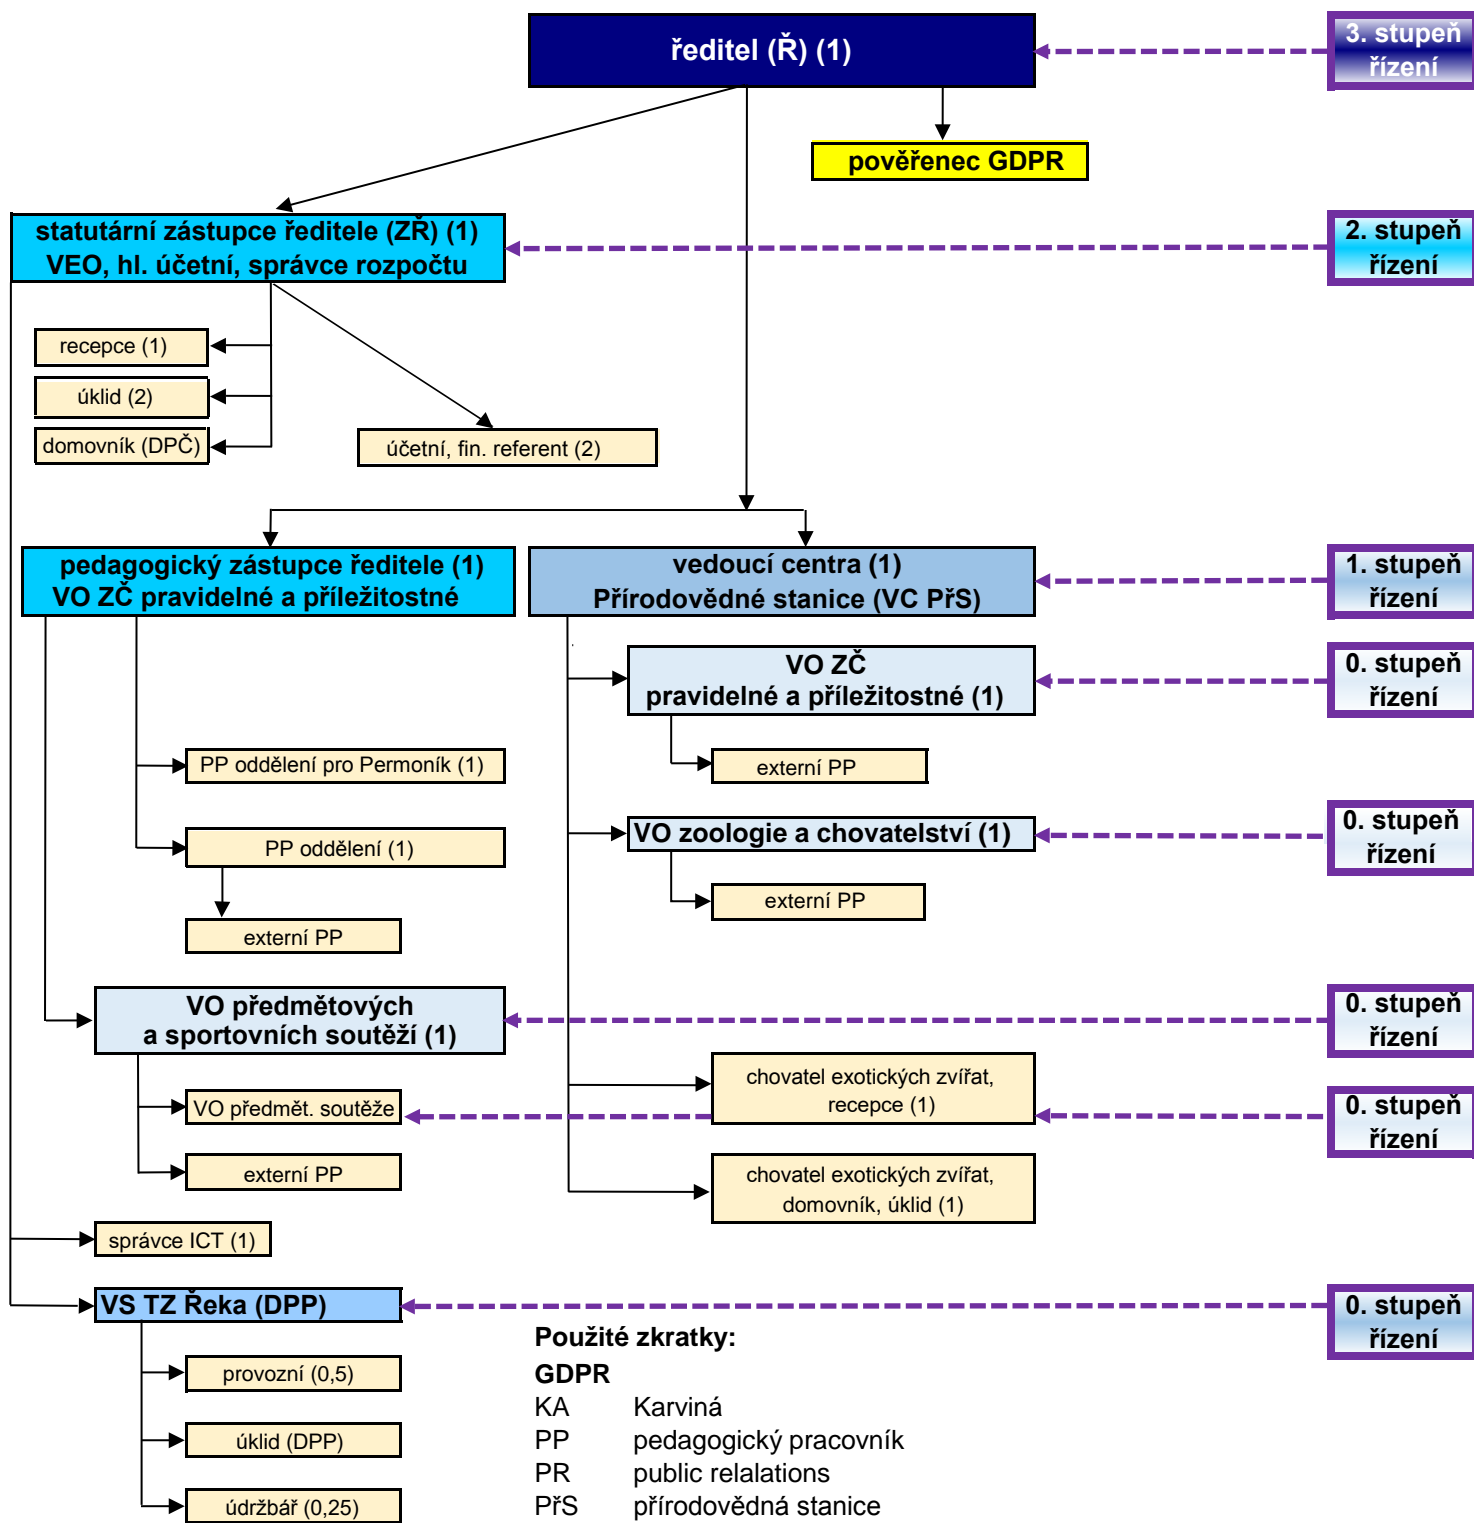 ředitel (Ř) (1)
3. stupeň
řízení
pověřenec GDPR
statutární zástupce ředitele (ZŘ) (1)
VEO, hl. účetní, správce rozpočtu
2. stupeň
řízení
recepce (1)
úklid (2)
domovník (DPČ)
účetní, fin. referent (2)
pedagogický zástupce ředitele (1)
VO ZČ pravidelné a příležitostné
vedoucí centra (1)
Přírodovědné stanice (VC PřS)
1. stupeň
řízení
VO ZČ
pravidelné a příležitostné (1)
0. stupeň
řízení
PP oddělení pro Permoník (1)
externí PP
PP oddělení (1)
VO zoologie a chovatelství (1)
0. stupeň
řízení
externí PP
externí PP
VO předmětových
a sportovních soutěží (1)
0. stupeň
řízení
VO předmět. soutěže
chovatel exotických zvířat,
recepce (1)
0. stupeň
řízení
externí PP
chovatel exotických zvířat,
domovník, úklid (1)
správce ICT (1)
VS TZ Řeka (DPP)
0. stupeň
řízení
provozní (0,5)
úklid (DPP)
údržbář (0,25)
Použité zkratky:
GDPR
KA Karviná
PP pedagogický pracovník
PR public relalations
PřS přírodovědná stanice